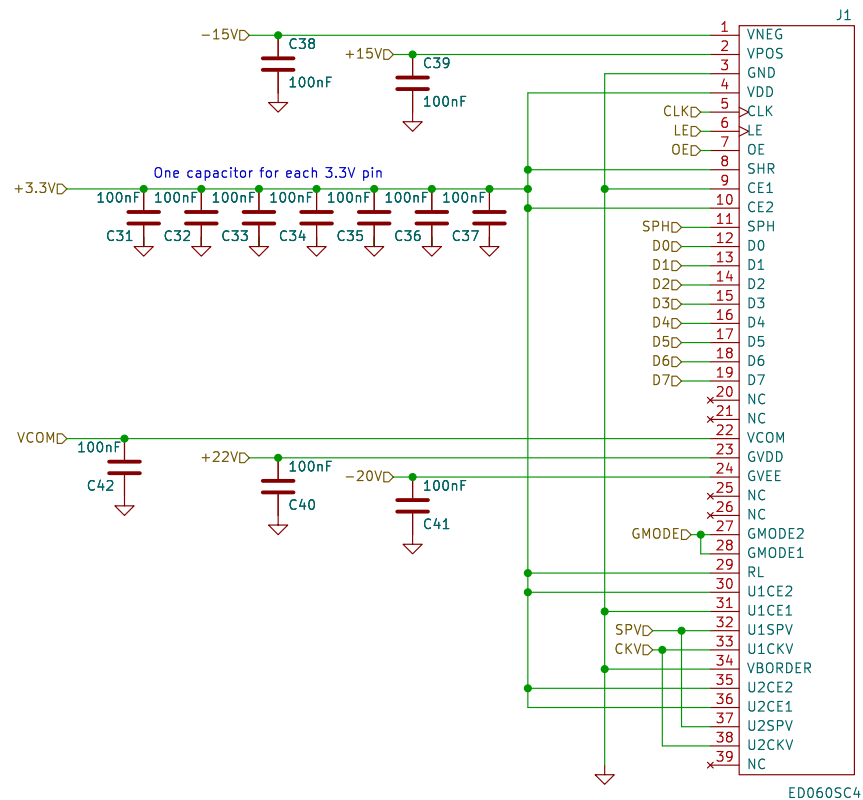 J1
-15V
C38
100nF
1 VNEG
+15V
C39
100nF
2 VPOS
3 GND
4 VDD
CLK 5 CLK
LE 6 LE
OE 7 OE
8 SHR
One capacitor for each 3.3V pin
+3.3V
9 CE1
100nF 100nF 100nF 100nF 100nF 100nF 100nF
10 CE2
C31 C32 C33 C34 C35 C36 C37
SPH 11 SPH
D0 12 D0
D1 13 D1
D2 14 D2
D3 15 D3
D4 16 D4
D5 17 D5
D6 18 D6
D7 19 D7
20 NC
21 NC
VCOM 22 VCOM
100nF
C42
+22V 23 GVDD
100nF
C40
-20V 24 GVEE
100nF
C41
25 NC
26 NC
GMODE 27 GMODE2
28 GMODE1
29 RL
30 U1CE2
31 U1CE1
SPV 32 U1SPV
CKV 33 U1CKV
34 VBORDER
35 U2CE2
36 U2CE1
37 U2SPV
38 U2CKV
39 NC
ED060SC4